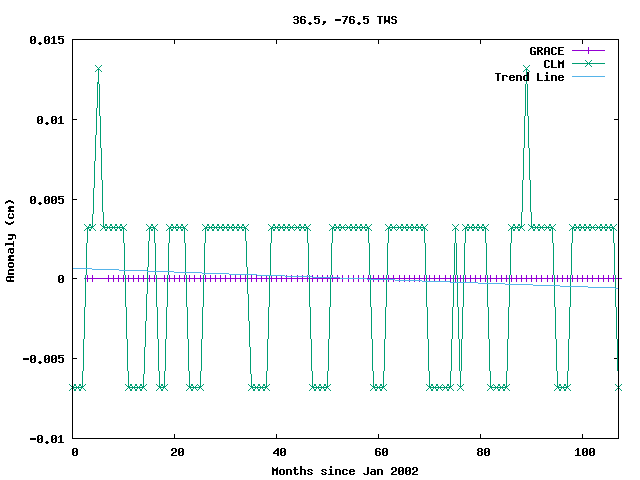 36.5, -76.5 TWS
GRACE
CLM
Trend Line
0.015
0.01
0.005
0
-0.005
-0.01
Anomaly (cm)
0 20 40 60 80 100
Months since Jan 2002